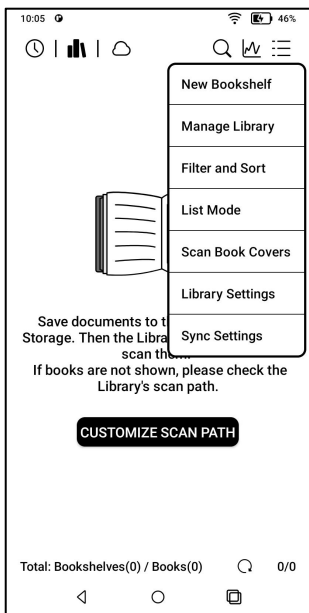 10:05
46%
New Bookshelf
Manage Library
Filter and Sort
List Mode
Scan Book Covers
Library Settings
Sync Settings
Save documents to t
Storage. Then the Libra
scan the
If books are not shown, please check the
Library's scan path.
CUSTOMIZE SCAN PATH
Total: Bookshelves(0) / Books(0)
0/0